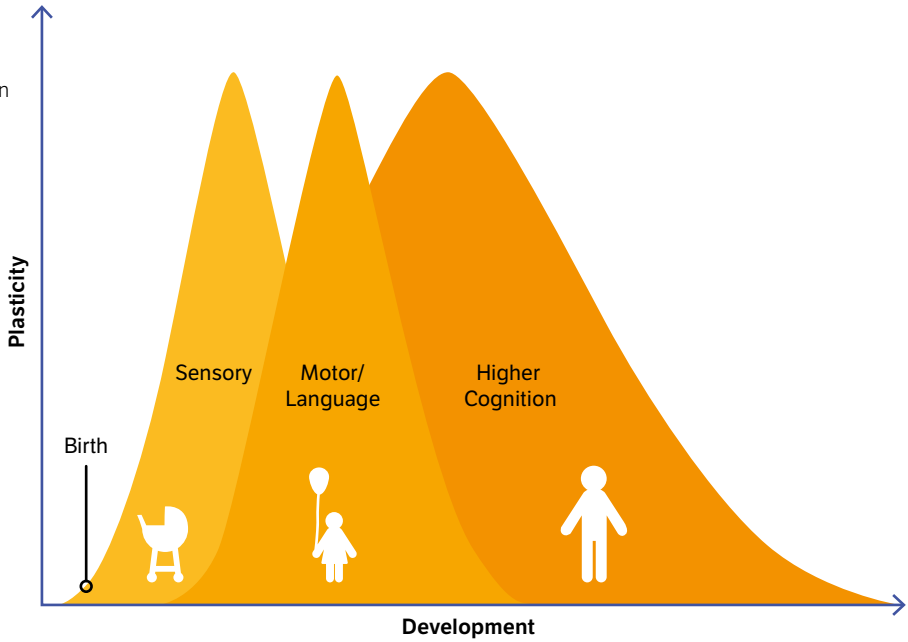 n
Plasticity
Sensory
Motor/
Language
Higher
Cognition
Birth
Development